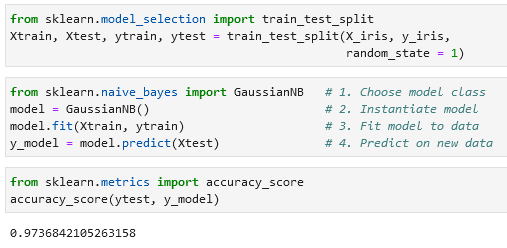 from sklearn.model_selection import train_test_split
Xtrain, Xtest, ytrain, ytest = train_test_split(X_iris, y_iris,
                                                random_state = 1)
from sklearn.naive_bayes import GaussianNB   # 1. Choose model class
model = GaussianNB()                         # 2. Instantiate model
model.fit(Xtrain, ytrain)                    # 3. Fit model to data
y_model = model.predict(Xtest)               # 4. Predict on new data
from sklearn.metrics import accuracy_score
accuracy_score(ytest, y_model)
0.9736842105263158